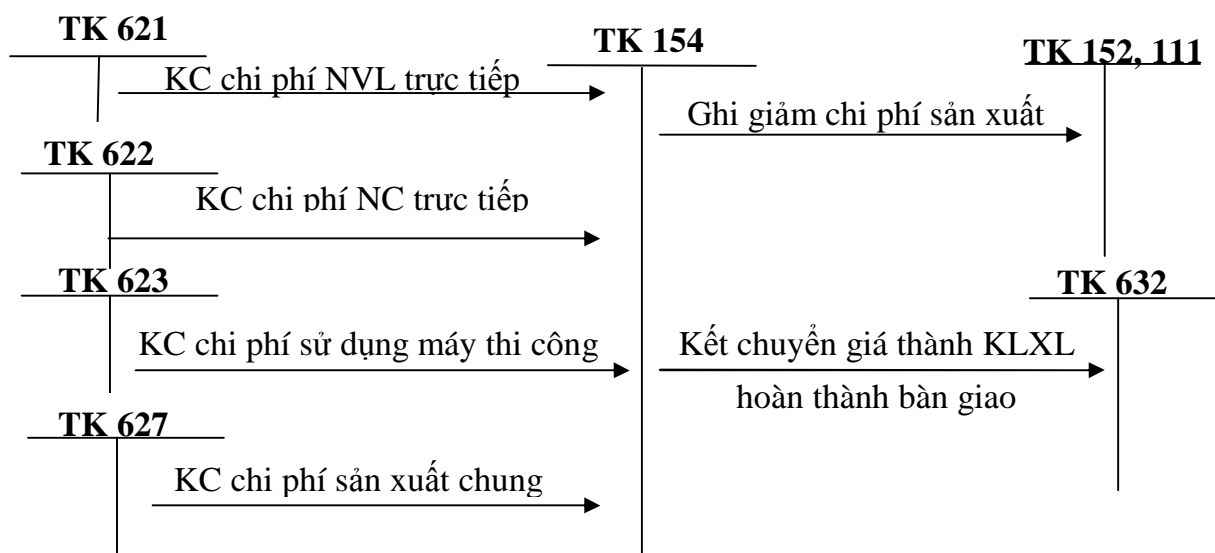 TK 621
TK 154
TK 152, 111
KC chi phí NVL trực tiếp
Ghi giảm chi phí sản xuất
TK 622
KC chi phí NC trưc tiếp
TK 623
TK 632
KC chi phí sử dụng máy thi công
Kết chuyển giá thành KLXL
hoàn thành bàn giao
TK 627
KC chi phí sản xuất chung